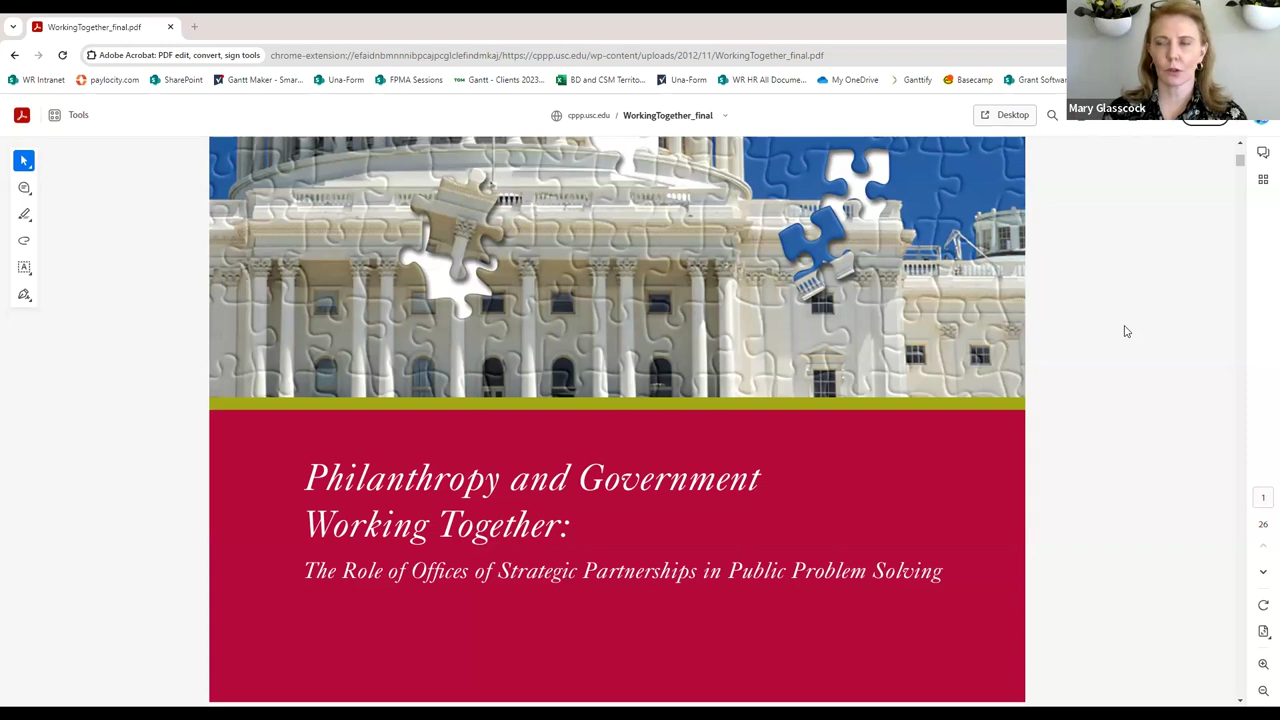 WorkingTogether_final.pdf
Adobe Acrobat: PDF edit, convert, sign tools
chrome-extension://efaidnbmnnnibpcajpcglclefindmkaj/https://cppp.usc.edu/wp-content/uploads/2012/11/WorkingTogether_final.pdf
WR Intranet paylocity.com SharePoint Gantt Maker - Smar... Una-Form FPMA Sessions Gantt - Clients 2023... BD and CSM Territo... Una-Form WR HR All Docume... My OneDrive Ganttify Basecamp Grant Softwar
Mary Glasscock
Tools
cppp.usc.edu / WorkingTogether_final
Desktop
Philanthropy and Government
Working Together:
The Role of Offices of Strategic Partnerships in Public Problem Solving
1
26